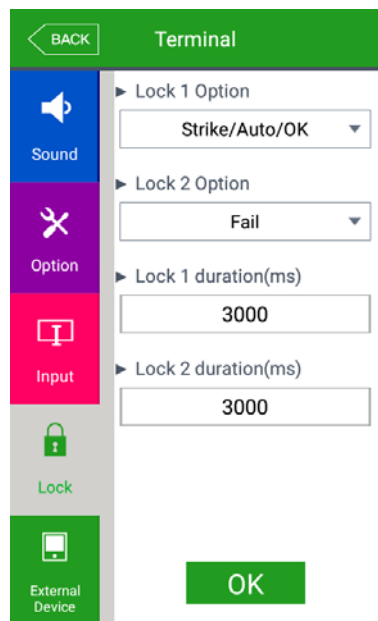 BACK
Terminal
Sound
Option
Input
Lock
External
Device
► Lock 1 Option
Strike/Auto/OK
► Lock 2 Option
Fail
► Lock 1 duration(ms)
3000
► Lock 2 duration(ms)
3000
OK